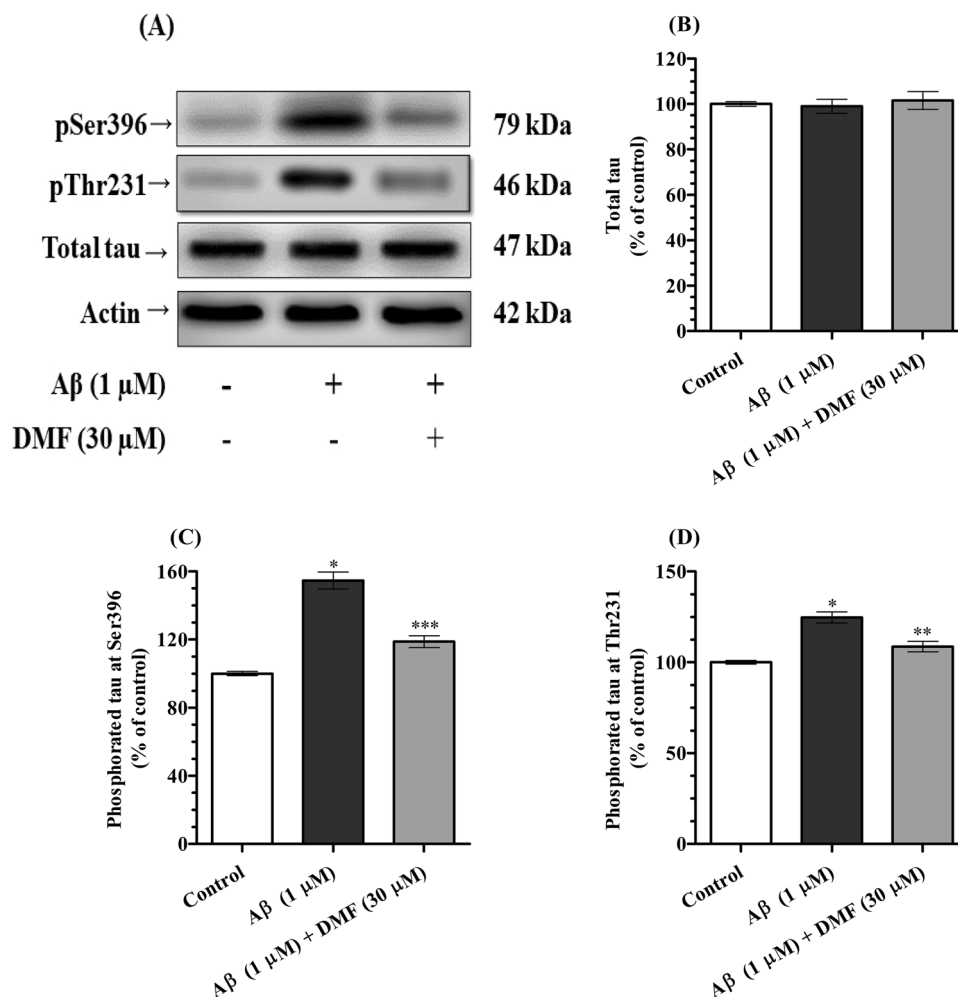 (A)
pSer396→ 79 kDa
pThr231→ 46 kDa
Total tau → 47 kDa
Actin → 42 kDa
Aβ (1 µM) - + +
DMF (30 µM) - - +
(B)
Total tau
(% of control)
120
100
80
60
40
20
0
Control
Aβ (1 µM)
Aβ (1 µM) + DMF (30 µM)
(C)
Phosphorated tau at Ser396
(% of control)
160
120
80
40
0
*
***
Control
Aβ (1 µM)
Aβ (1 µM) + DMF (30 µM)
(D)
Phosphorated tau at Thr231
(% of control)
150
100
50
0
*
**
Control
Aβ (1 µM)
Aβ (1 µM) + DMF (30 µM)